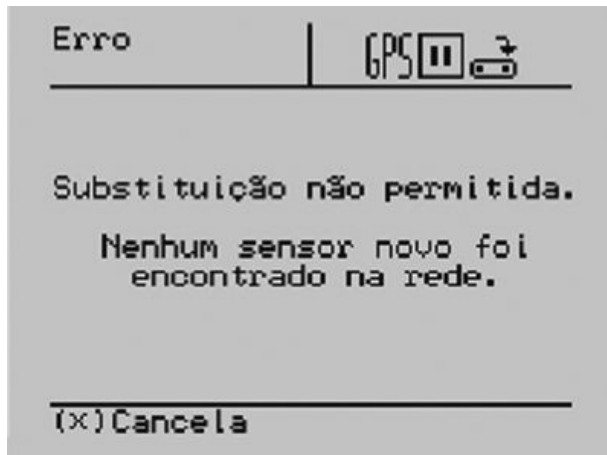 Erro
GPS
Substituição não permitida.
Nenhum sensor novo foi
encontrado na rede.
(×)Cancela